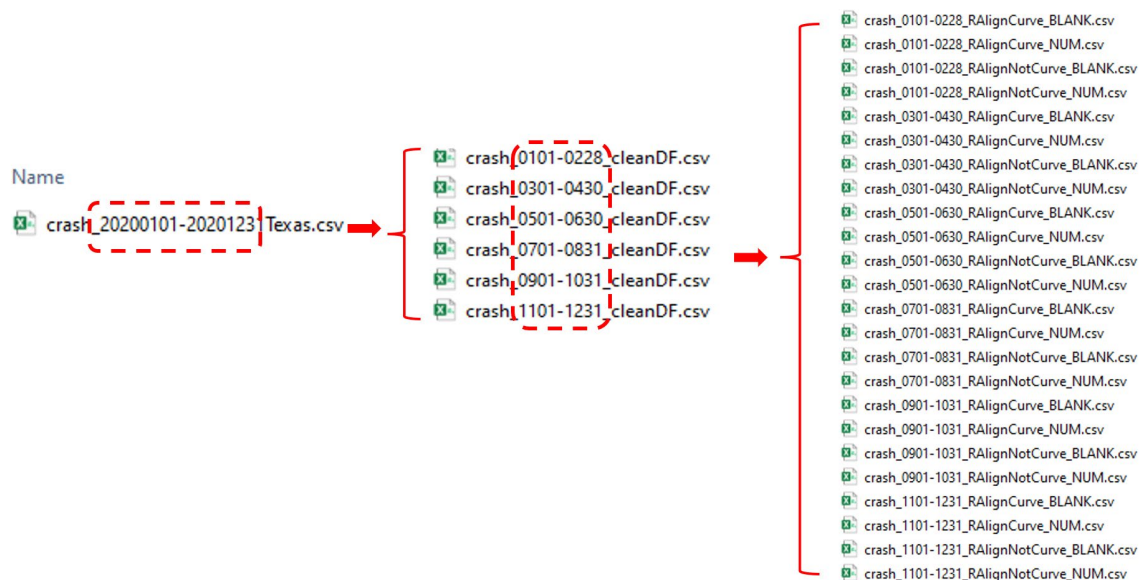 Name
crash_20200101-20201231 Texas.csv
crash_0101-0228_cleanDF.csv
crash_0301-0430_cleanDF.csv
crash_0501-0630_cleanDF.csv
crash_0701-0831_cleanDF.csv
crash_0901-1031_cleanDF.csv
crash_1101-1231_cleanDF.csv
crash_0101-0228_RAlignCurve_BLANK.csv
crash_0101-0228_RAlignCurve_NUM.csv
crash_0101-0228_RAlignNotCurve_BLANK.csv
crash_0101-0228_RAlignNotCurve_NUM.csv
crash_0301-0430_RAlignCurve_BLANK.csv
crash_0301-0430_RAlignCurve_NUM.csv
crash_0301-0430_RAlignNotCurve_BLANK.csv
crash_0301-0430_RAlignNotCurve_NUM.csv
crash_0501-0630_RAlignCurve_BLANK.csv
crash_0501-0630_RAlignCurve_NUM.csv
crash_0501-0630_RAlignNotCurve_BLANK.csv
crash_0501-0630_RAlignNotCurve_NUM.csv
crash_0701-0831_RAlignCurve_BLANK.csv
crash_0701-0831_RAlignCurve_NUM.csv
crash_0701-0831_RAlignNotCurve_BLANK.csv
crash_0701-0831_RAlignNotCurve_NUM.csv
crash_0901-1031_RAlignCurve_BLANK.csv
crash_0901-1031_RAlignCurve_NUM.csv
crash_0901-1031_RAlignNotCurve_BLANK.csv
crash_0901-1031_RAlignNotCurve_NUM.csv
crash_1101-1231_RAlignCurve_BLANK.csv
crash_1101-1231_RAlignCurve_NUM.csv
crash_1101-1231_RAlignNotCurve_BLANK.csv
crash_1101-1231_RAlignNotCurve_NUM.csv